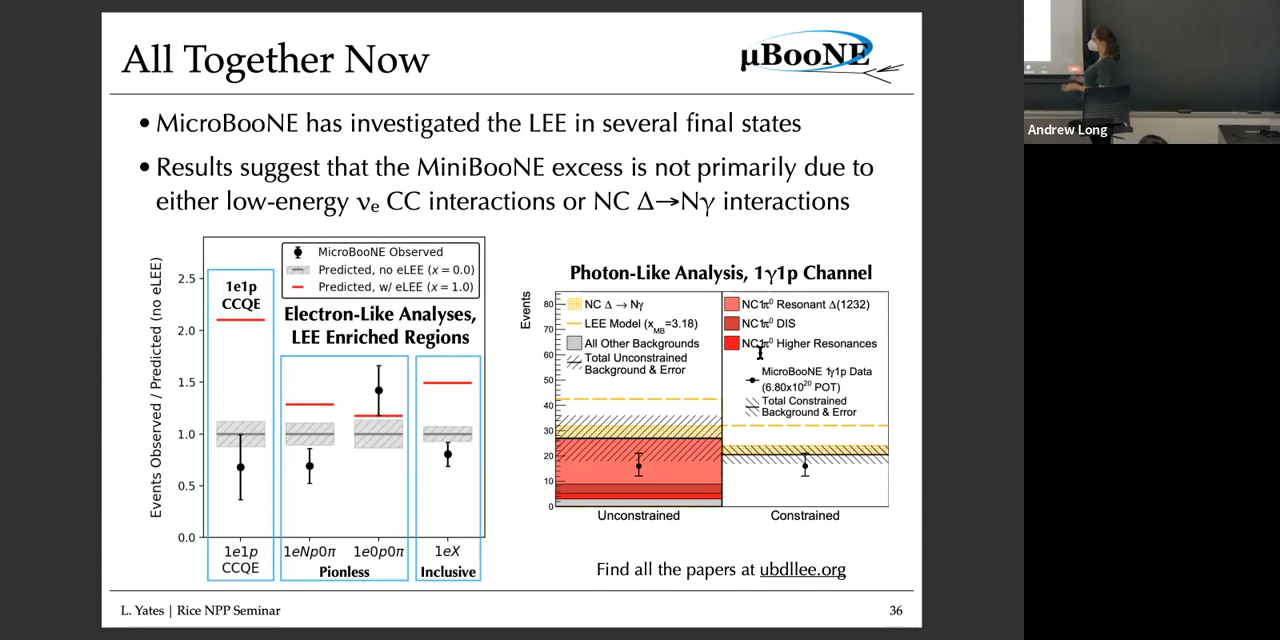 All Together Now
µBooNE
• MicroBooNE has investigated the LEE in several final states
• Results suggest that the MiniBooNE excess is not primarily due to
either low-energy νe CC interactions or NC Δ→Nγ interactions
Events Observed / Predicted (no eLEE)
2.5
2.0
1.5
1.0
0.5
0.0
MicroBooNE Observed
Predicted, no eLEE (x = 0.0)
Predicted, w/ eLEE (x = 1.0)
1e1p
CCQE
Electron-Like Analyses,
LEE Enriched Regions
1e1p
CCQE
1eNp0π
1e0p0π
1eX
Pionless
Inclusive
Photon-Like Analysis, 1γ1p Channel
Events
80
70
60
50
40
30
20
10
0
NC Δ → Nγ
LEE Model (xMB=3.18)
All Other Backgrounds
Total Unconstrained
Background & Error
NC1π0 Resonant Δ(1232)
NC1π0 DIS
NC1π0 Higher Resonances
MicroBooNE 1γ1p Data
(6.80x10^20 POT)
Total Constrained
Background & Error
Unconstrained
Constrained
Find all the papers at ubdllee.org
L. Yates | Rice NPP Seminar
36
Andrew Long